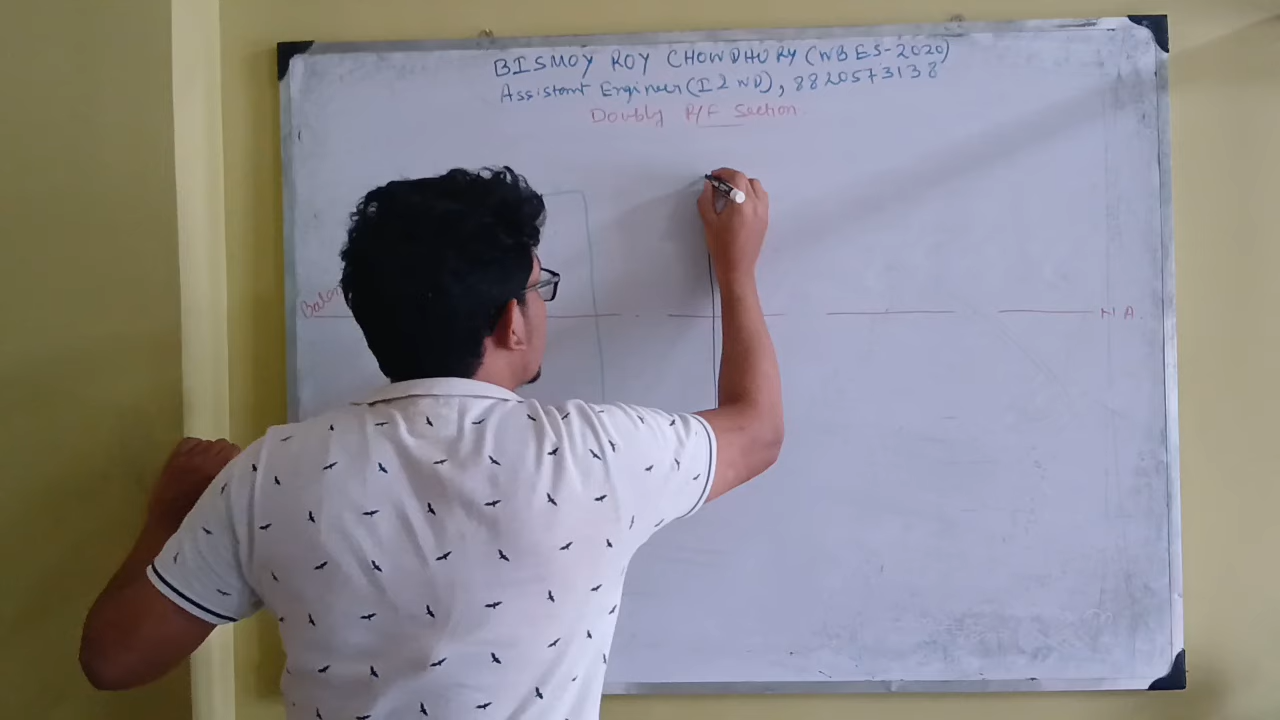 BISMOY ROY CHOWDHURY (WBES-2020)
Assistant Engineer (I & WD), 8820573138
Doubly R/F Section
N A.